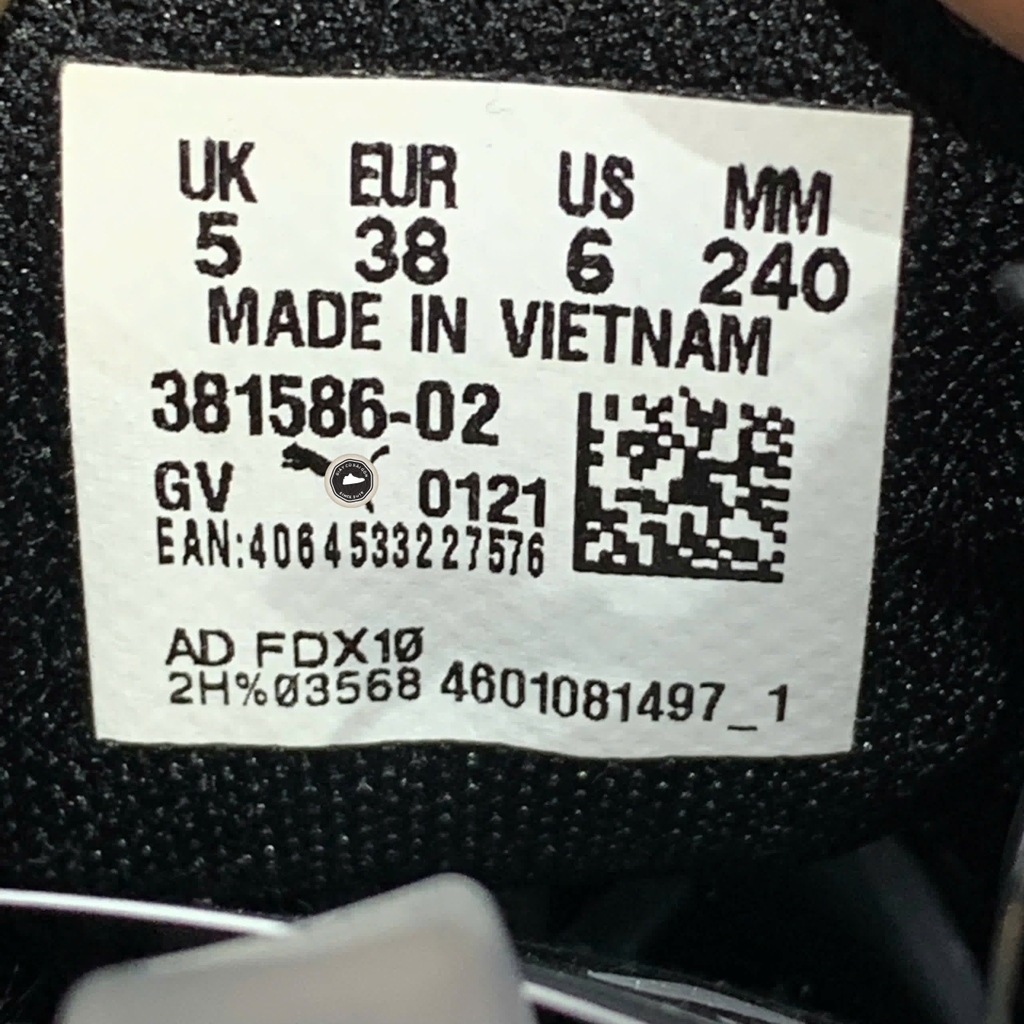 UK EUR US MM
5 38 6 240
MADE IN VIETNAM
381586-02
GV 0121
EAN:4064533227576
AD FDX10
2H%03568 4601081497_1